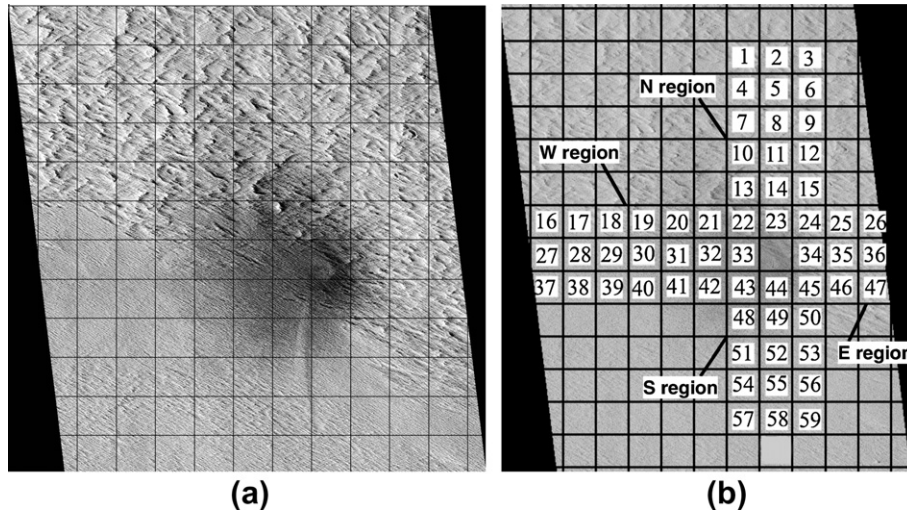 1 2 3
N region 4 5 6
7 8 9
W region 10 11 12
13 14 15
16 17 18 19 20 21 22 23 24 25 26
27 28 29 30 31 32 33 34 35 36
37 38 39 40 41 42 43 44 45 46 47
48 49 50
51 52 53 E region
S region 54 55 56
57 58 59
(a) (b)